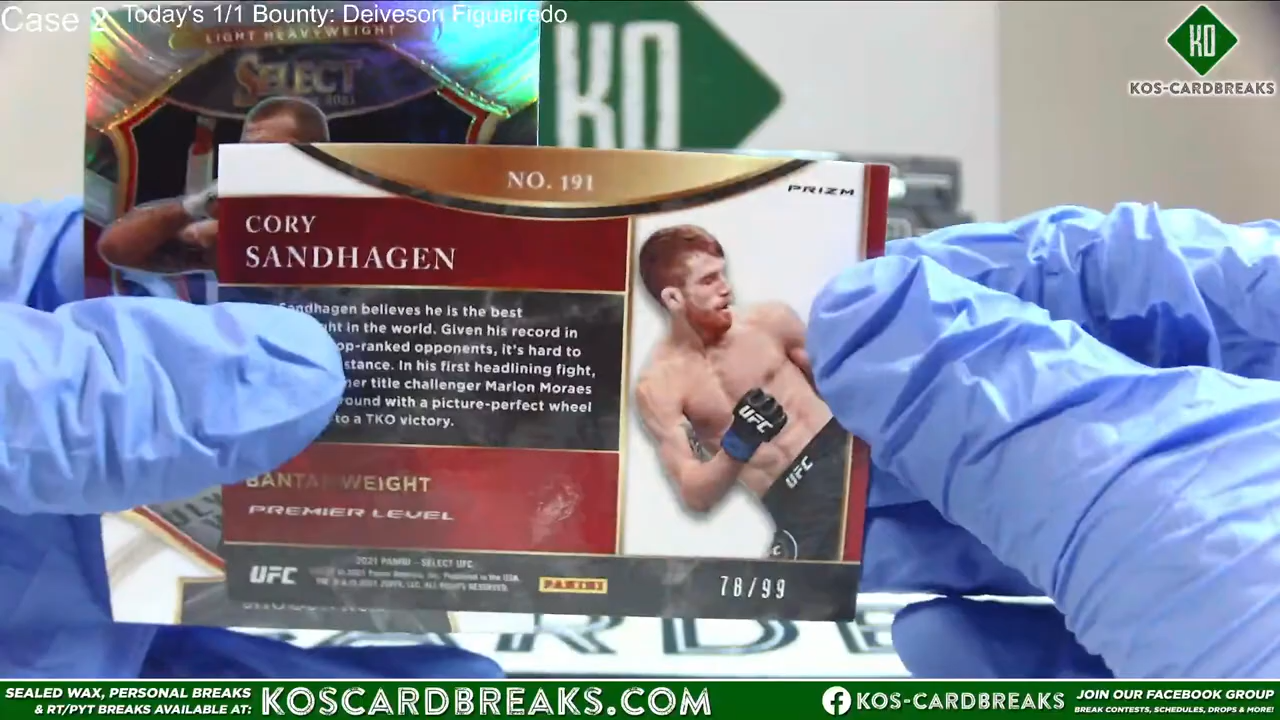 Case 2 Today's 1/1 Bounty: Deiveson Figueiredo
LIGHT HEAVYWEIGHT
SELECT
KO
KO
KOS-CARDBREAKS
NO. 191
PRIZM
CORY
SANDHAGEN
Sandhagen believes he is the best
in the world. Given his record in
opponents, it's hard to
In his first headlining fight,
title challenger Marlon Moraes
with a picture-perfect wheel
to a TKO victory.
UFC
UFC
BANTAMWEIGHT
PREMIER LEVEL
2021 PANINI - SELECT UFC
UFC
PANINI
78/99
SEALED WAX, PERSONAL BREAKS
& RT/PYT BREAKS AVAILABLE AT:
KOSCARDBREAKS.COM
KOS-CARDBREAKS
JOIN OUR FACEBOOK GROUP
BREAK CONTESTS, SCHEDULES, DROPS & MORE!